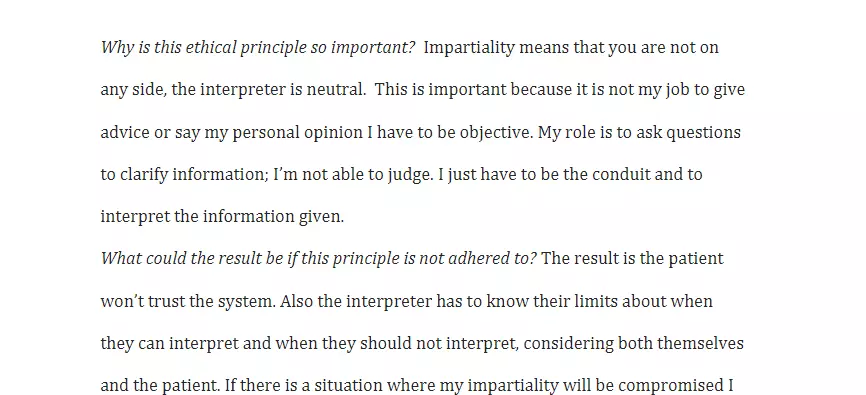 Why is this ethical principle so important?  Impartiality means that you are not on
any side, the interpreter is neutral.  This is important because it is not my job to give
advice or say my personal opinion I have to be objective. My role is to ask questions
to clarify information; I’m not able to judge. I just have to be the conduit and to
interpret the information given.
What could the result be if this principle is not adhered to? The result is the patient
won’t trust the system. Also the interpreter has to know their limits about when
they can interpret and when they should not interpret, considering both themselves
and the patient. If there is a situation where my impartiality will be compromised I